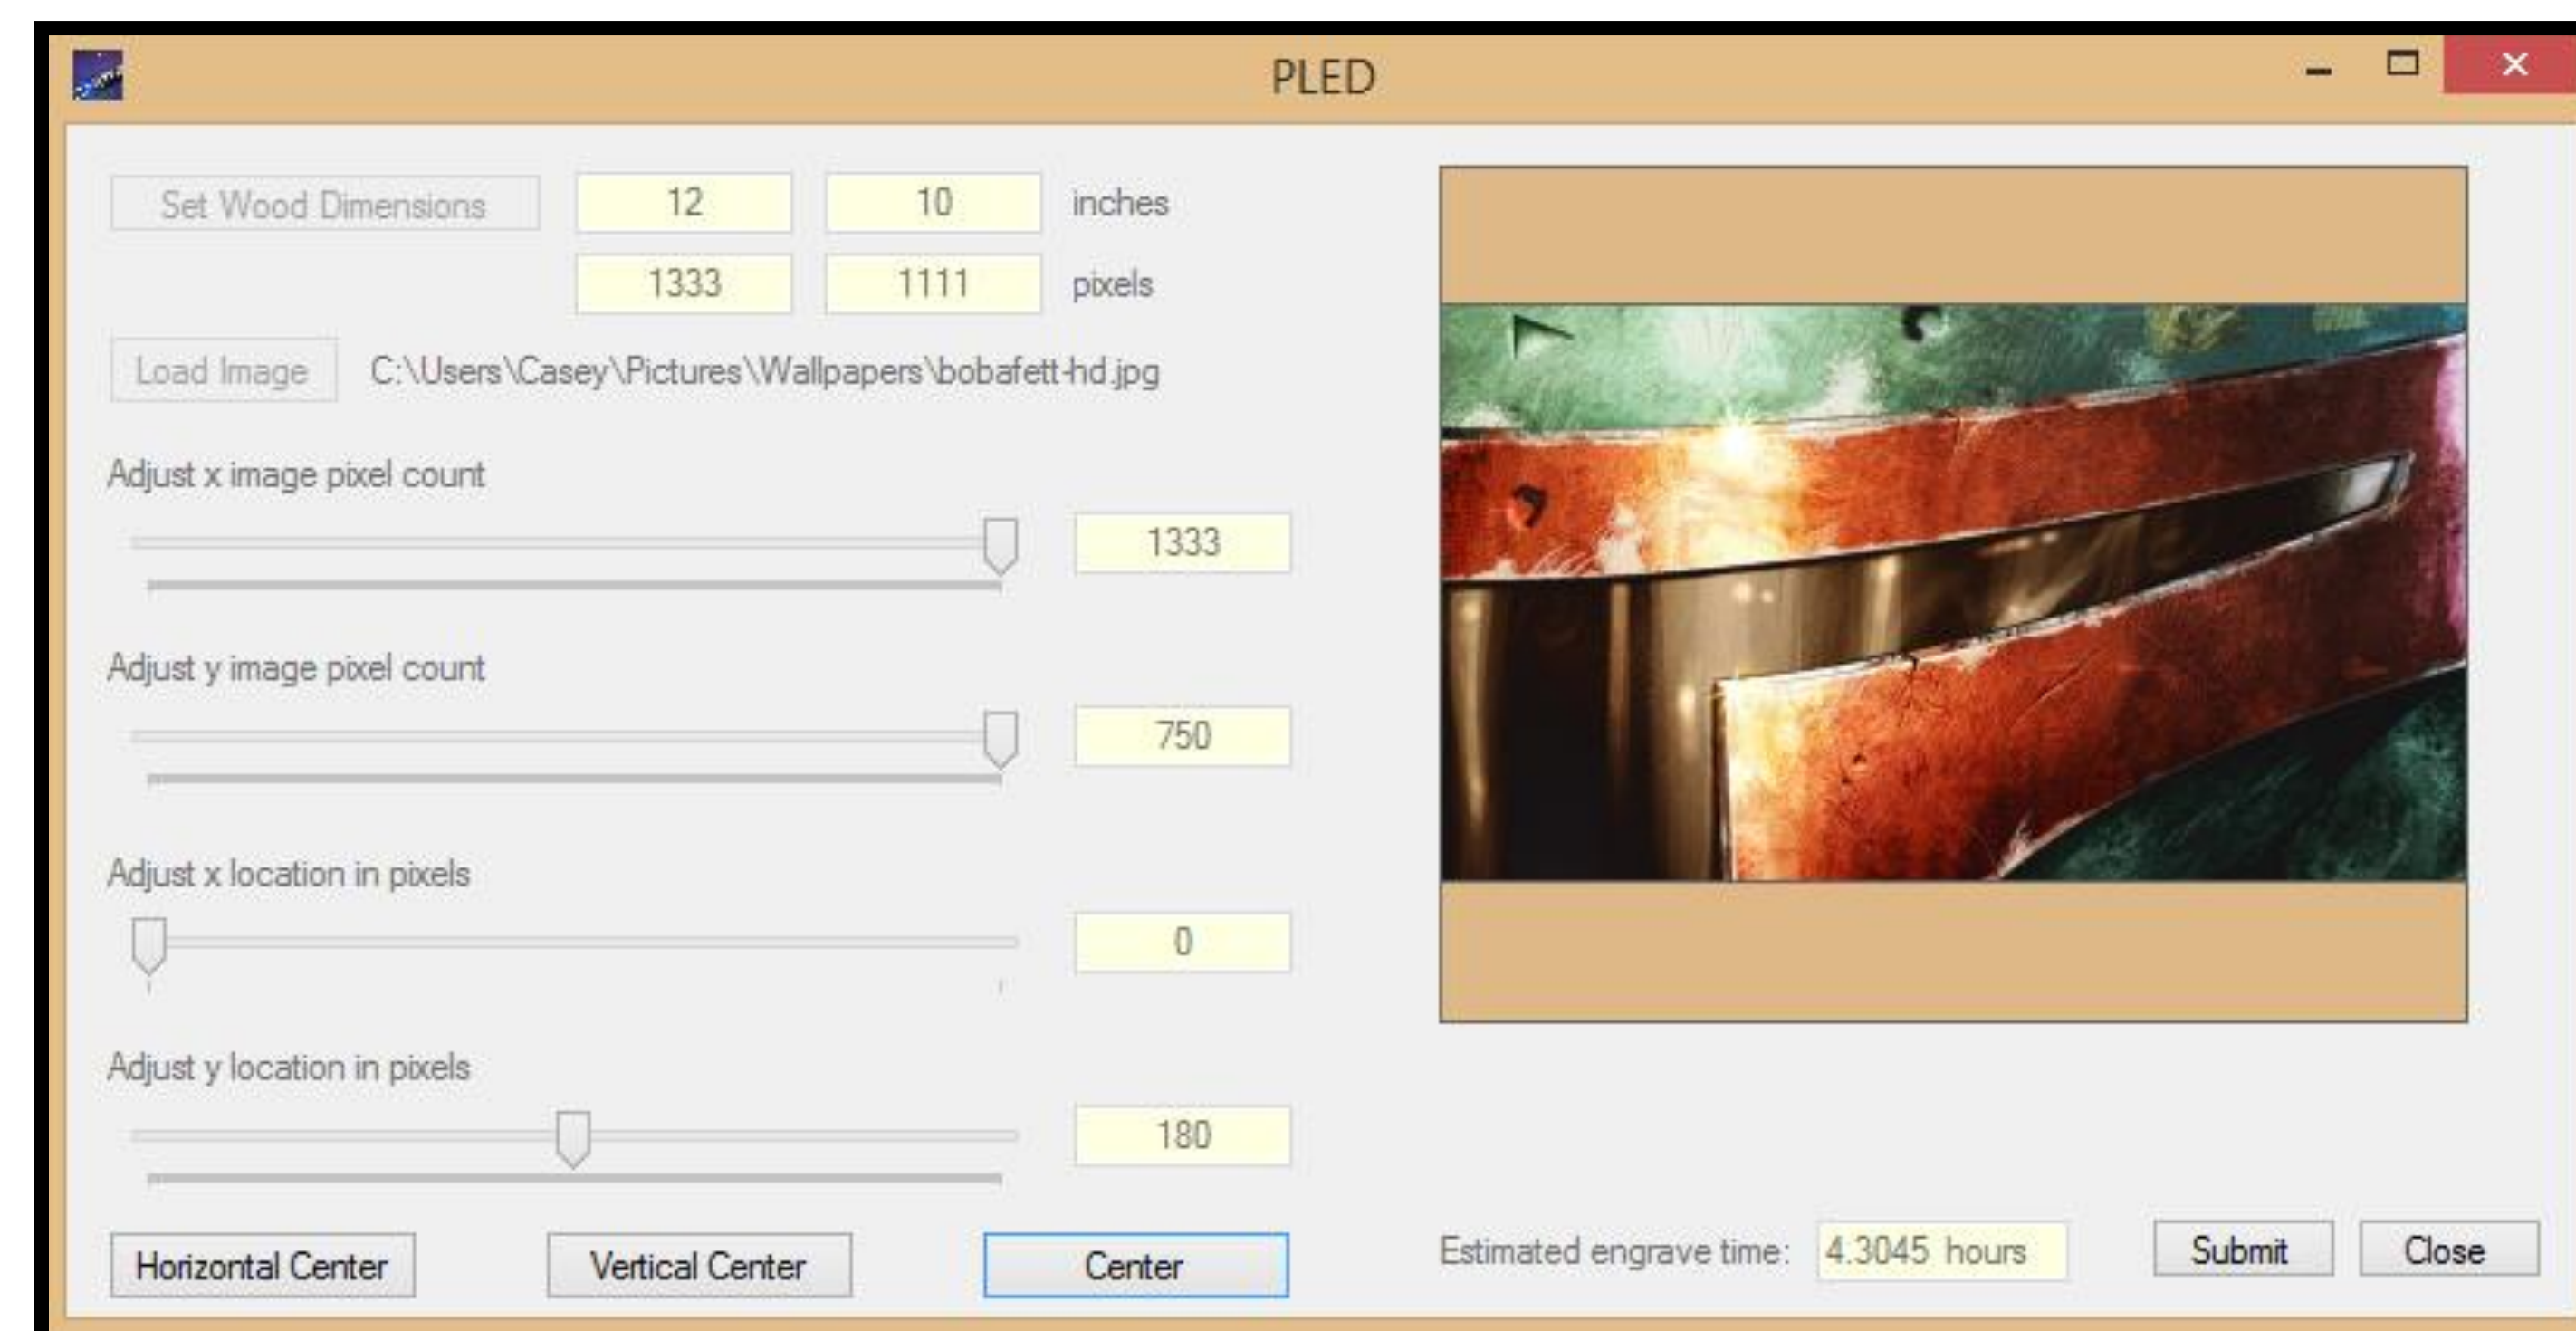 PLED
Set Wood Dimensions 12 10 inches
1333 1111 pixels
Load Image C:\Users\Casey\Pictures\Wallpapers\bobafett-hd.jpg
Adjust x image pixel count
1333
Adjust y image pixel count
750
Adjust x location in pixels
0
Adjust y location in pixels
180
Horizontal Center Vertical Center Center Estimated engrave time: 4.3045 hours Submit Close